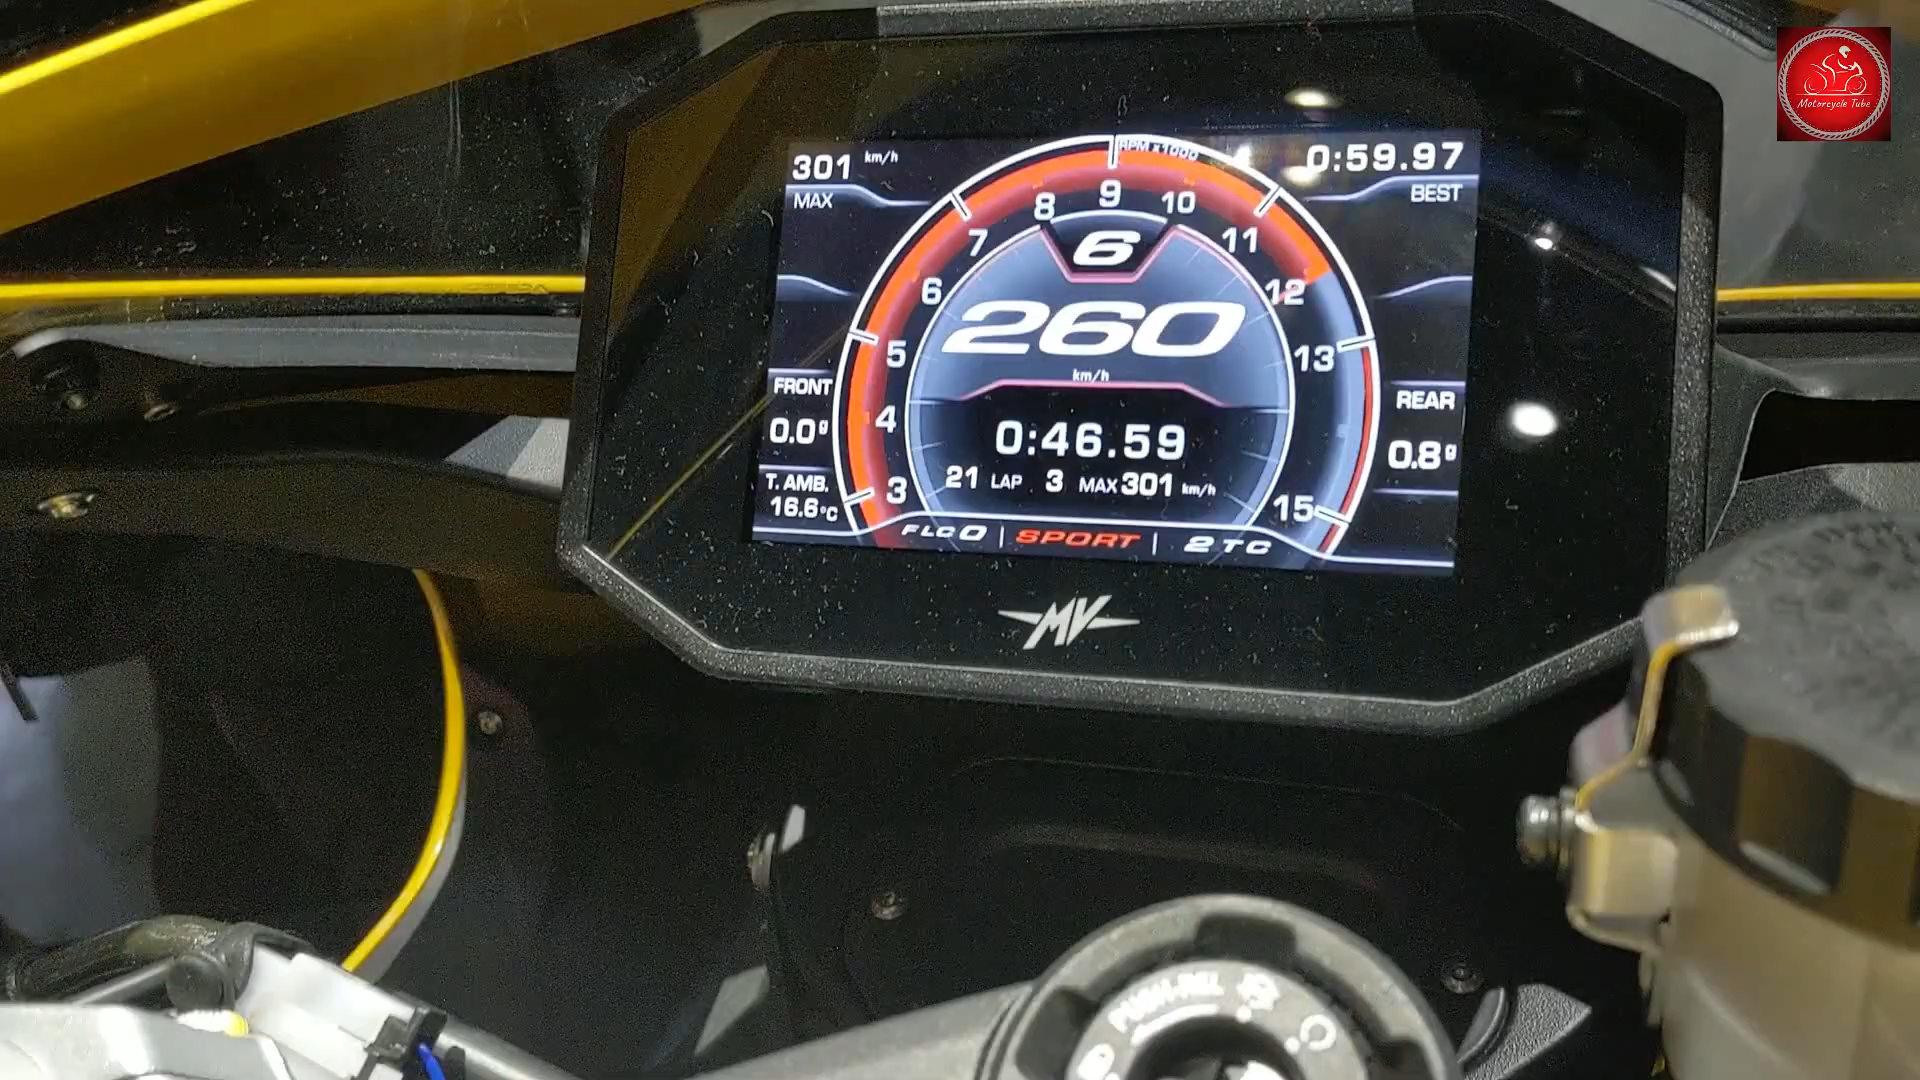 Motorcycle Tube
301 km/h
MAX
RPM x1000
0:59.97
BEST
3 4 5 6 7 8 9 10 11 12 13 15
6
260
km/h
FRONT
0.0g
REAR
0.8g
0:46.59
21 LAP 3 MAX 301 km/h
T. AMB.
16.6°C
FLC 0 | SPORT | 2 TC
MV
PUSH-REL